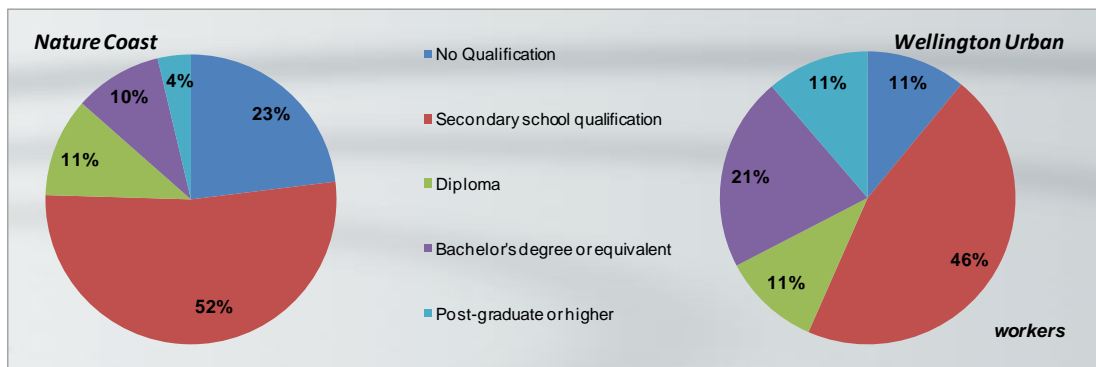 Nature Coast
4%
10%
23%
11%
52%
No Qualification
Secondary school qualification
Diploma
Bachelor's degree or equivalent
Post-graduate or higher
Wellington Urban
11%
11%
21%
46%
11%
workers